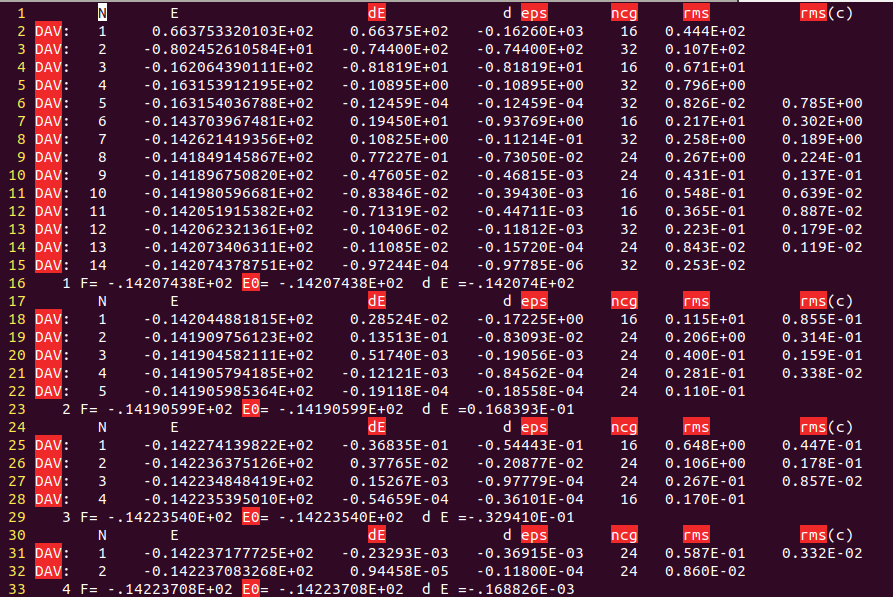 1 N E dE d eps ncg rms rms(c)
2 DAV: 1 0.663753320103E+02 0.66375E+02 -0.16260E+03 16 0.444E+02
3 DAV: 2 -0.802452610584E+01 -0.74400E+02 -0.74400E+02 32 0.107E+02
4 DAV: 3 -0.162064390111E+02 -0.81819E+01 -0.81819E+01 16 0.671E+01
5 DAV: 4 -0.163153912195E+02 -0.10895E+00 -0.10895E+00 32 0.796E+00
6 DAV: 5 -0.163154036788E+02 -0.12459E-04 -0.12459E-04 32 0.826E-02 0.785E+00
7 DAV: 6 -0.143703967481E+02 0.19450E+01 -0.93769E+00 16 0.217E+01 0.302E+00
8 DAV: 7 -0.142621419356E+02 0.10825E+00 -0.11214E-01 32 0.258E+00 0.189E+00
9 DAV: 8 -0.141849145867E+02 0.77227E-01 -0.73050E-02 24 0.267E+00 0.224E-01
10 DAV: 9 -0.141896750820E+02 -0.47605E-02 -0.46815E-03 24 0.431E-01 0.137E-01
11 DAV: 10 -0.141980596681E+02 -0.83846E-02 -0.39430E-03 16 0.548E-01 0.639E-02
12 DAV: 11 -0.142051915382E+02 -0.71319E-02 -0.44711E-03 16 0.365E-01 0.887E-02
13 DAV: 12 -0.142062321361E+02 -0.10406E-02 -0.11812E-03 32 0.223E-01 0.179E-02
14 DAV: 13 -0.142073406311E+02 -0.11085E-02 -0.15720E-04 24 0.843E-02 0.119E-02
15 DAV: 14 -0.142074378751E+02 -0.97244E-04 -0.97785E-06 32 0.253E-02
16 1 F= -.14207438E+02 E0= -.14207438E+02 d E =-.142074E+02
17 N E dE d eps ncg rms rms(c)
18 DAV: 1 -0.142044881815E+02 0.28524E-02 -0.17225E+00 16 0.115E+01 0.855E-01
19 DAV: 2 -0.141909756123E+02 0.13513E-01 -0.83093E-02 24 0.206E+00 0.314E-01
20 DAV: 3 -0.141904582111E+02 0.51740E-03 -0.19056E-03 24 0.400E-01 0.159E-01
21 DAV: 4 -0.141905794185E+02 -0.12121E-03 -0.84562E-04 24 0.281E-01 0.338E-02
22 DAV: 5 -0.141905985364E+02 -0.19118E-04 -0.18558E-04 24 0.110E-01
23 2 F= -.14190599E+02 E0= -.14190599E+02 d E =0.168393E-01
24 N E dE d eps ncg rms rms(c)
25 DAV: 1 -0.142274139822E+02 -0.36835E-01 -0.54443E-01 16 0.648E+00 0.447E-01
26 DAV: 2 -0.142236375126E+02 0.37765E-02 -0.20877E-02 24 0.106E+00 0.178E-01
27 DAV: 3 -0.142234848419E+02 0.15267E-03 -0.97779E-04 24 0.267E-01 0.857E-02
28 DAV: 4 -0.142235395010E+02 -0.54659E-04 -0.36101E-04 16 0.170E-01
29 3 F= -.14223540E+02 E0= -.14223540E+02 d E =-.329410E-01
30 N E dE d eps ncg rms rms(c)
31 DAV: 1 -0.142237177725E+02 -0.23293E-03 -0.36915E-03 24 0.587E-01 0.332E-02
32 DAV: 2 -0.142237083268E+02 0.94458E-05 -0.11800E-04 24 0.860E-02
33 4 F= -.14223708E+02 E0= -.14223708E+02 d E =-.168826E-03